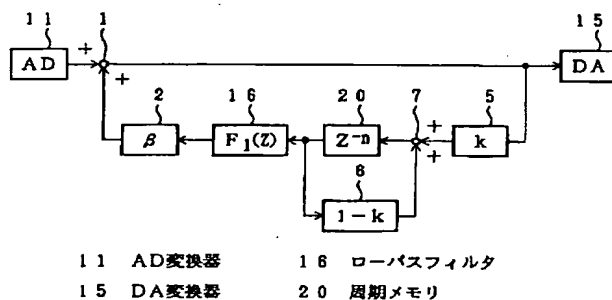 １１ １ １５
AD + DA
+
２ １６ ２０ ７ ５
β F₁(Z) Z⁻ⁿ + k
+
６
１−k
１１ AD変換器 １６ ローパスフィルタ
１５ DA変換器 ２０ 周期メモリ